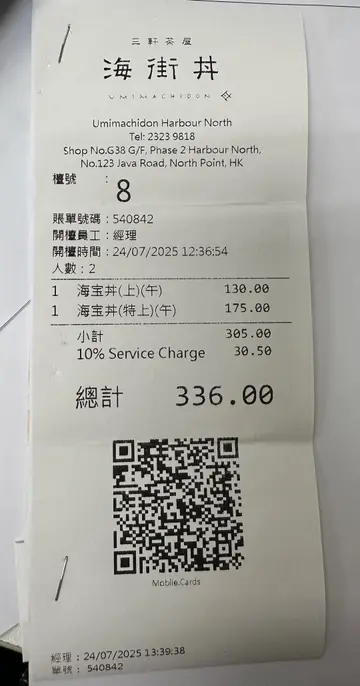 三軒茶屋
海街丼
UMIMACHIDON
Umimachidon Harbour North
Tel: 2323 9818
Shop No.G38 G/F, Phase 2 Harbour North,
No.123 Java Road, North Point, HK
檯號 : 8
賬單號碼 : 540842
開檯員工 : 經理
開檯時間 : 24/07/2025 12:36:54
人數 : 2
1 海宝丼(上)(午) 130.00
1 海宝丼(特上)(午) 175.00
小計 305.00
10% Service Charge 30.50
總計 336.00
Moblie.Cards
經理 : 24/07/2025 13:39:38
單號 : 540842